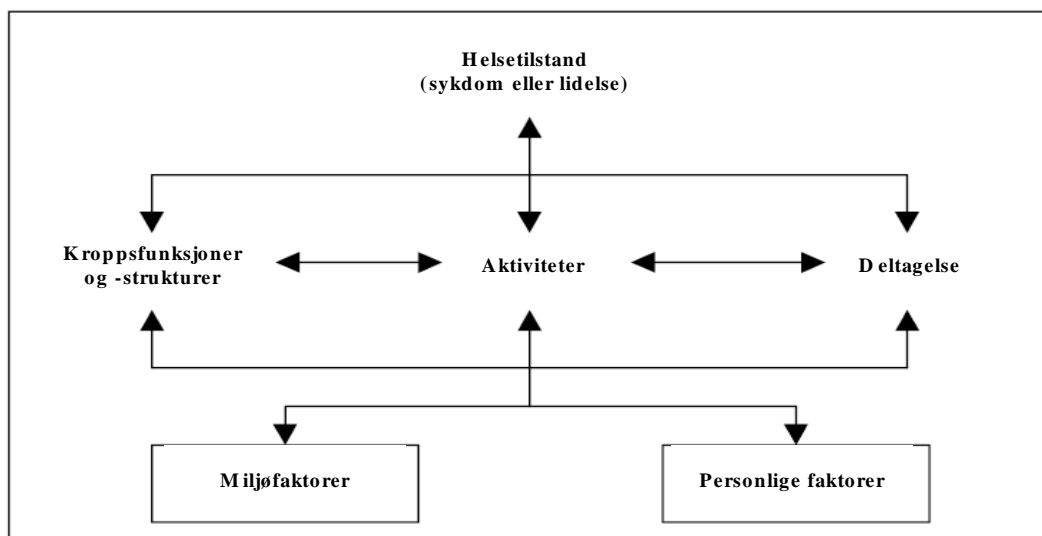 Helsetilstand
(sykdom eller lidelse)
Kroppsfunksjoner
og -strukturer
Aktiviteter
Deltagelse
Miljøfaktorer
Personlige faktorer